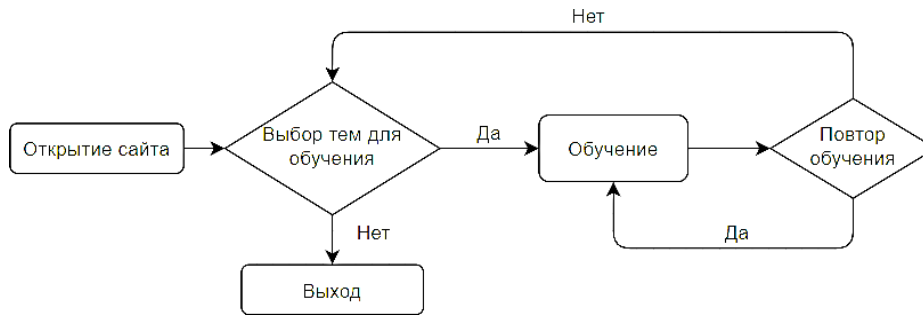 Нет
Открытие сайта
Выбор тем для
обучения
Да
Обучение
Повтор
обучения
Нет
Да
Выход